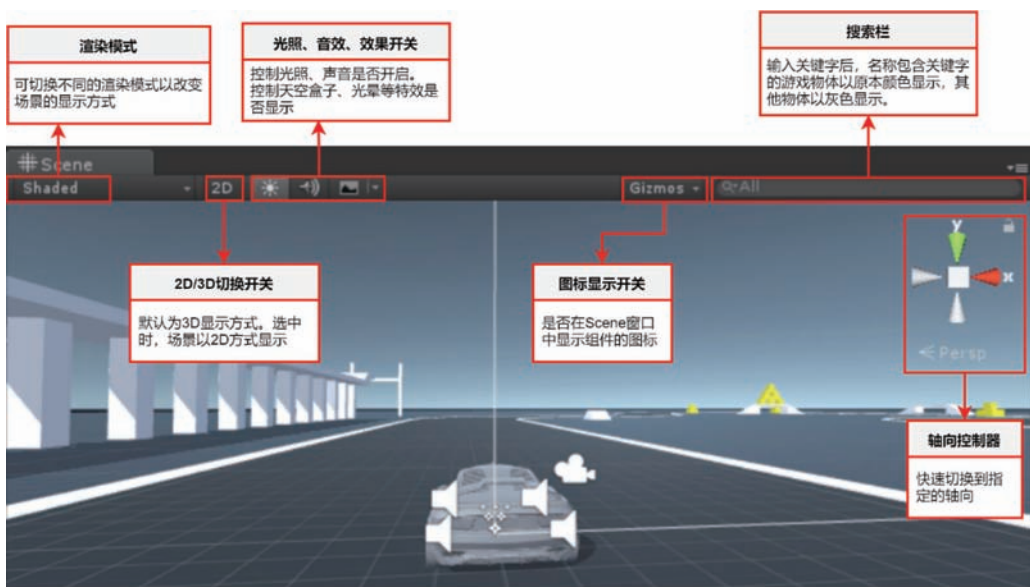 渲染模式
可切换不同的渲染模式以改变
场景的显示方式
光照、音效、效果开关
控制光照、声音是否开启。
控制天空盒子、光晕等特效是
否显示
搜索栏
输入关键字后，名称包含关键字
的游戏物体以原本颜色显示，其
他物体以灰色显示。
Scene
Shaded
2D
Gizmos
All
y
x
Persp
2D/3D切换开关
默认为3D显示方式。选中
时，场景以2D方式显示
图标显示开关
是否在Scene窗口
中显示组件的图标
轴向控制器
快速切换到指
定的轴向